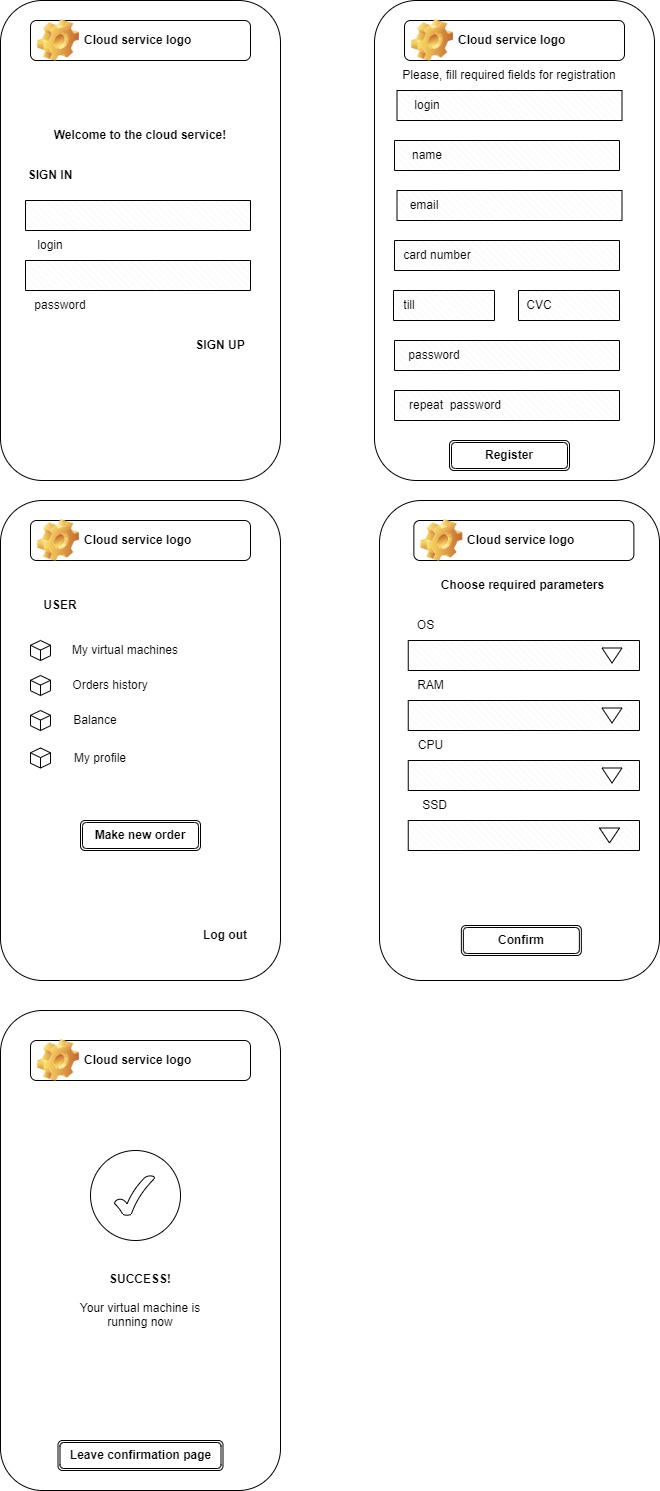 Cloud service logo
Welcome to the cloud service!
SIGN IN
login
password
SIGN UP
Cloud service logo
Please, fill required fields for registration
login
name
email
card number
till
CVC
password
repeat  password
Register
Cloud service logo
USER
My virtual machines
Orders history
Balance
My profile
Make new order
Log out
Cloud service logo
Choose required parameters
OS
RAM
CPU
SSD
Confirm
Cloud service logo
SUCCESS!
Your virtual machine is
running now
Leave confirmation page